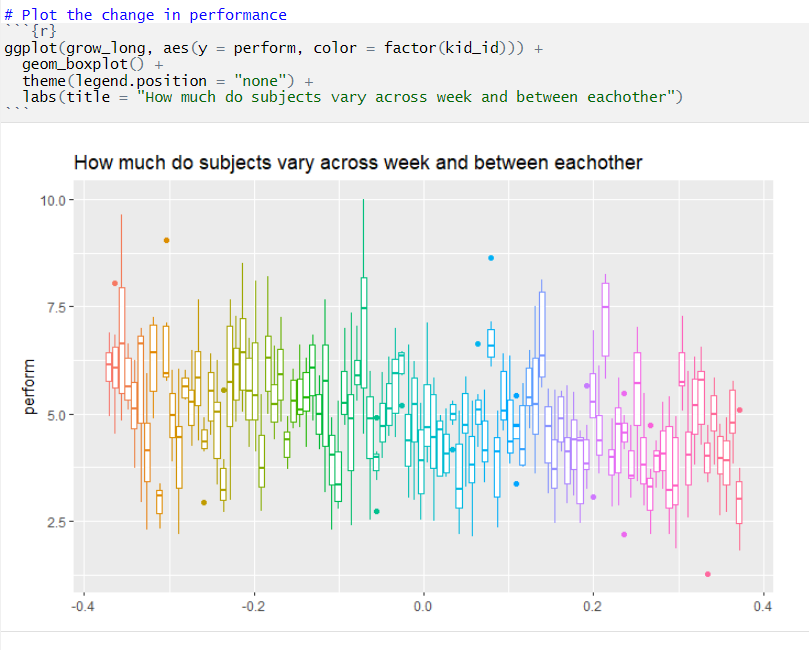 # Plot the change in performance
```{r}
ggplot(grow_long, aes(y = perform, color = factor(kid_id))) +
  geom_boxplot() +
  theme(legend.position = "none") +
  labs(title = "How much do subjects vary across week and between eachother")
```
How much do subjects vary across week and between eachother
10.0
7.5
5.0
2.5
perform
-0.4 -0.2 0.0 0.2 0.4